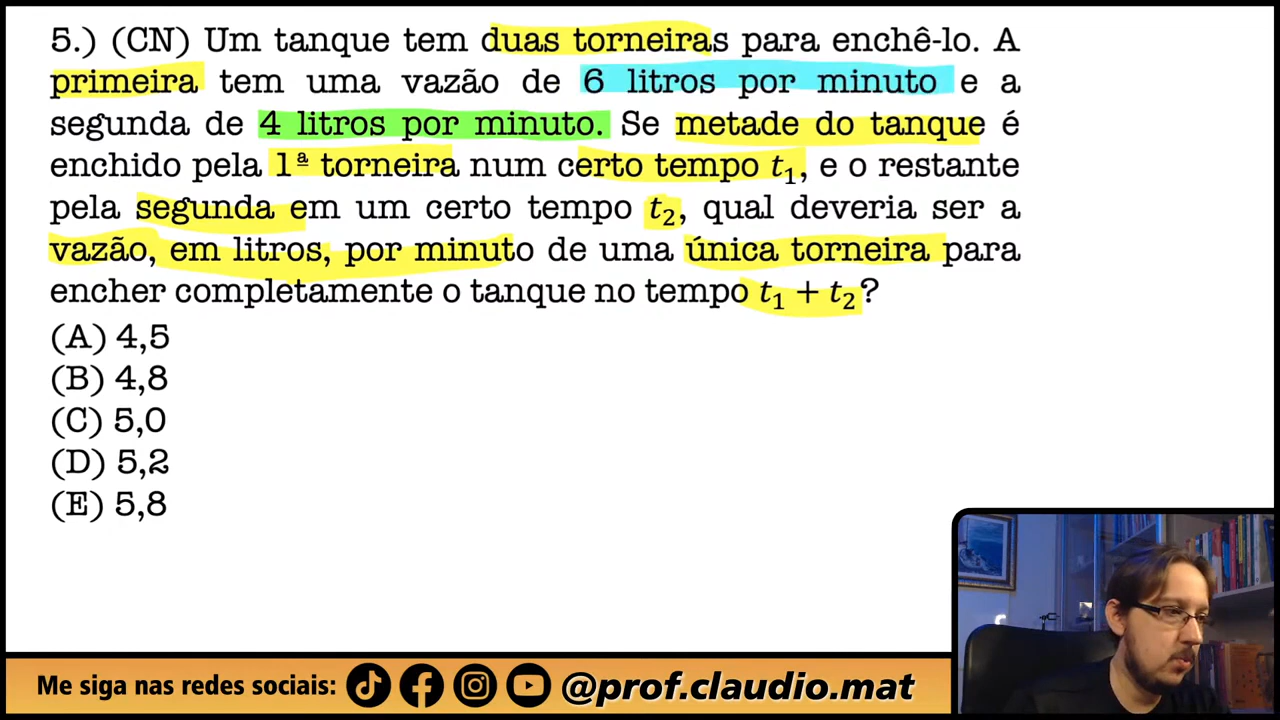 5.) (CN) Um tanque tem duas torneiras para enchê-lo. A
primeira tem uma vazão de 6 litros por minuto e a
segunda de 4 litros por minuto. Se metade do tanque é
enchido pela 1ª torneira num certo tempo t₁, e o restante
pela segunda em um certo tempo t₂, qual deveria ser a
vazão, em litros, por minuto de uma única torneira para
encher completamente o tanque no tempo t₁ + t₂?
(A) 4,5
(B) 4,8
(C) 5,0
(D) 5,2
(E) 5,8
Me siga nas redes sociais: @prof.claudio.mat